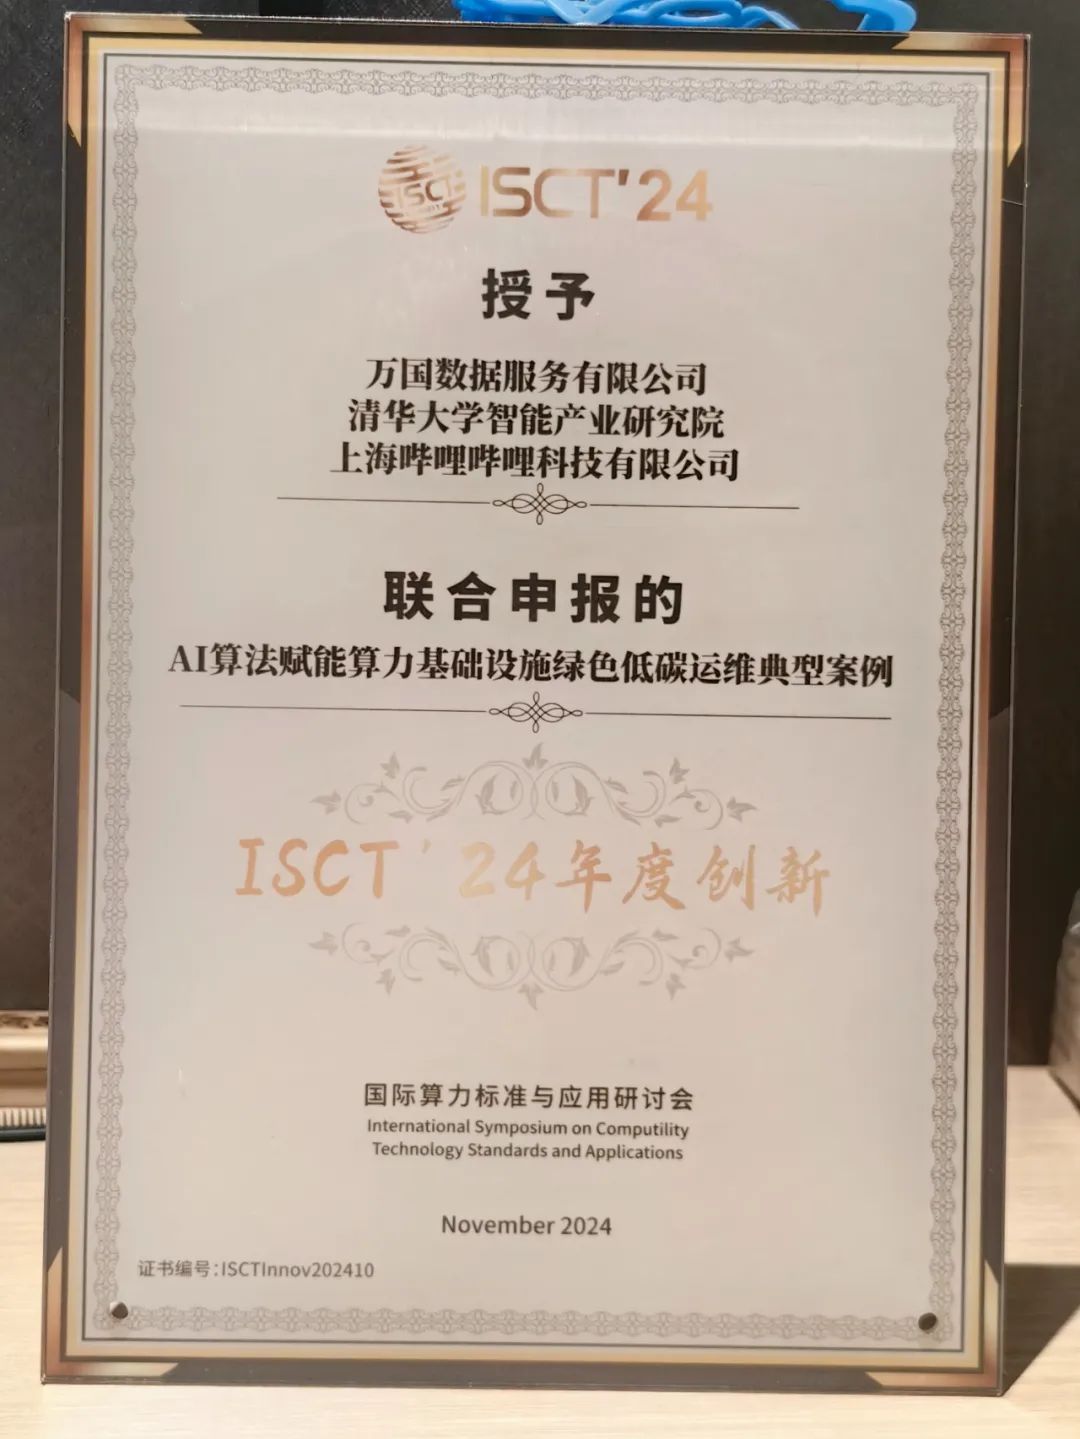 ISCT
ISCT'24
授予
万国数据服务有限公司
清华大学智能产业研究院
上海哔哩哔哩科技有限公司
联合申报的
AI算法赋能算力基础设施绿色低碳运维典型案例
ISCT'24年度创新
国际算力标准与应用研讨会
International Symposium on Computility
Technology Standards and Applications
November 2024
证书编号:ISCTInnov202410